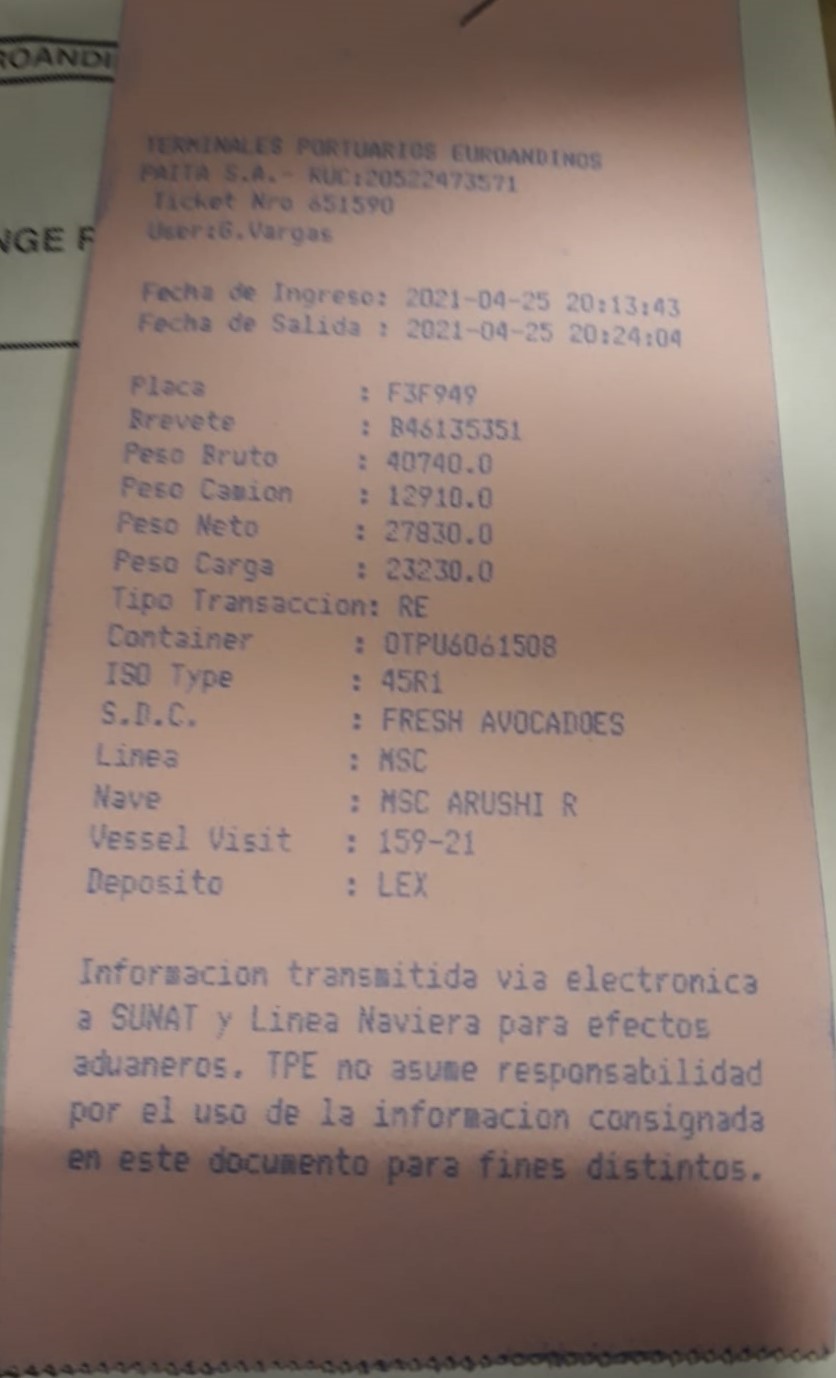 ROANDI
NGE F
TERMINALES PORTUARIOS EUROANDINOS
PAITA S.A.- RUC:20522473571
Ticket Nro 651590
User:G.Vargas
Fecha de Ingreso: 2021-04-25 20:13:43
Fecha de Salida : 2021-04-25 20:24:04
Placa : F3F949
Brevete : B46135351
Peso Bruto : 40740.0
Peso Camion : 12910.0
Peso Neto : 27830.0
Peso Carga : 23230.0
Tipo Transaccion: RE
Container : OTPU6061508
ISO Type : 45R1
S.D.C. : FRESH AVOCADOES
Linea : MSC
Nave : MSC ARUSHI R
Vessel Visit : 159-21
Deposito : LEX
Informacion transmitida via electronica
a SUNAT y Linea Naviera para efectos
aduaneros. TPE no asume responsabilidad
por el uso de la informacion consignada
en este documento para fines distintos.